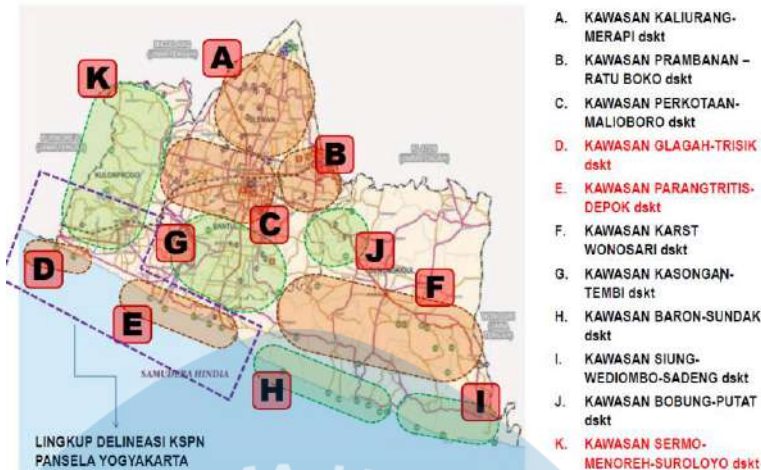 A
K
B
C
G
J
D
F
E
H
I
SLEMAN
KULONPROGO
SAMUDERA HINDIA
LINGKUP DELINEASI KSPN
PANSELA YOGYAKARTA
A. KAWASAN KALIURANG-
MERAPI dskt
B. KAWASAN PRAMBANAN –
RATU BOKO dskt
C. KAWASAN PERKOTAAN-
MALIOBORO dskt
D. KAWASAN GLAGAH-TRISIK
dskt
E. KAWASAN PARANGTRITIS-
DEPOK dskt
F. KAWASAN KARST
WONOSARI dskt
G. KAWASAN KASONGAN-
TEMBI dskt
H. KAWASAN BARON-SUNDAK
dskt
I. KAWASAN SIUNG-
WEDIOMBO-SADENG dskt
J. KAWASAN BOBUNG-PUTAT
dskt
K. KAWASAN SERMO-
MENOREH-SUROLOYO dskt